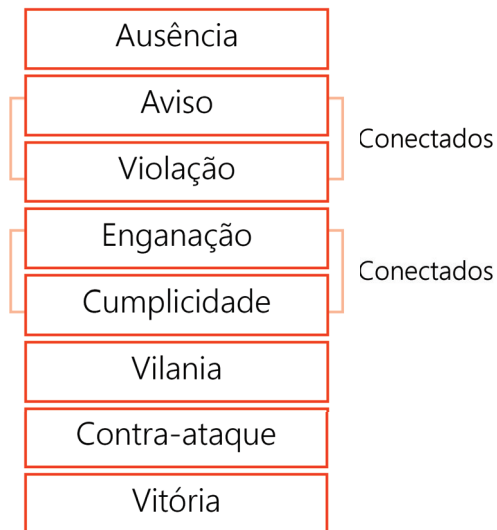 Ausência
Aviso
Conectados
Violação
Enganação
Conectados
Cumplicidade
Vilania
Contra-ataque
Vitória